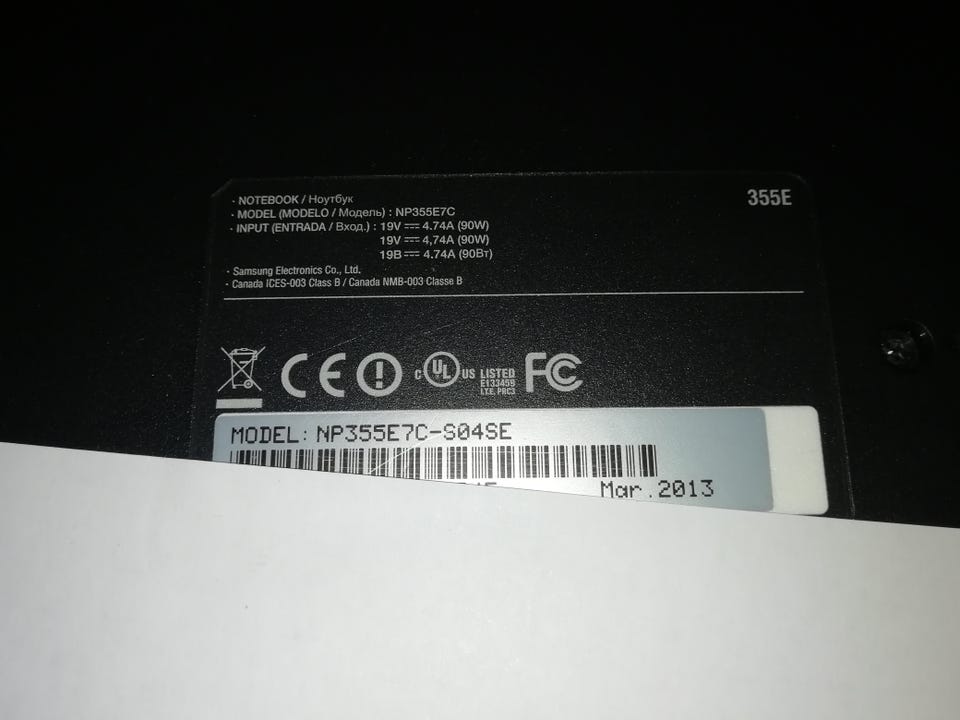 · NOTEBOOK / Ноутбук
355E
· MODEL (MODELO / Модель) : NP355E7C
· INPUT (ENTRADA / Вход.) : 19V ⎓ 4.74A (90W)
19V ⎓ 4,74A (90W)
19В ⎓ 4.74A (90Вт)
· Samsung Electronics Co., Ltd.
· Canada ICES-003 Class B / Canada NMB-003 Classe B
CE
C UL US LISTED
E133459
I.T.E. PRC3
FC
MODEL: NP355E7C-S04SE
Mar.2013